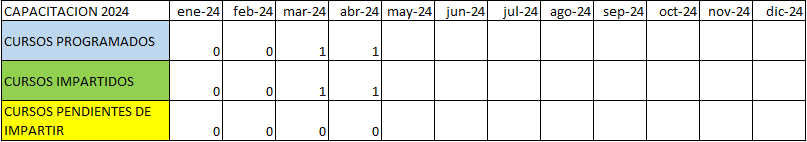 CAPACITACION 2024 ene-24 feb-24 mar-24 abr-24 may-24 jun-24 jul-24 ago-24 sep-24 oct-24 nov-24 dic-24
CURSOS PROGRAMADOS 0 0 1 1
CURSOS IMPARTIDOS 0 0 1 1
CURSOS PENDIENTES DE
IMPARTIR 0 0 0 0